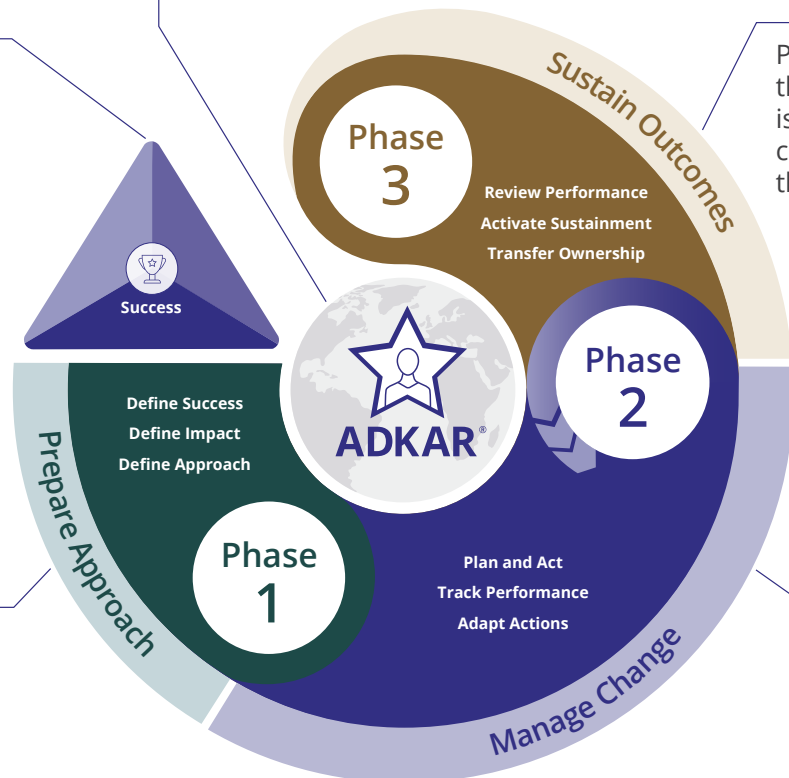 Sustain Outcomes
Phase
3
Review Performance
Activate Sustainment
Transfer Ownership
Success
Phase
2
ADKAR®
Define Success
Define Impact
Define Approach
Prepare Approach
Phase
1
Plan and Act
Track Performance
Adapt Actions
Manage Change